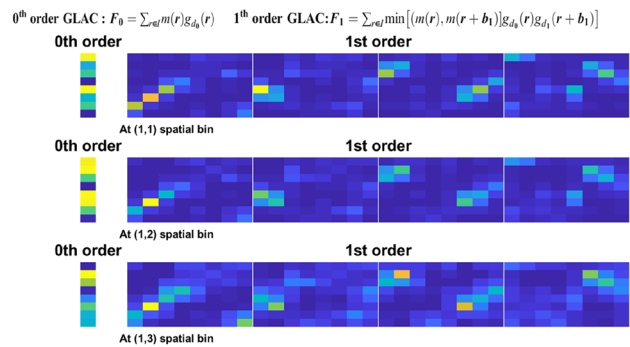 0th order GLAC : F0 = ∑r∈I m(r)gd0(r) 1th order GLAC:F1 = ∑r∈I min[(m(r), m(r + b1)]gd0(r)gd1(r + b1)]
0th order 1st order
At (1,1) spatial bin
0th order 1st order
At (1,2) spatial bin
0th order 1st order
At (1,3) spatial bin